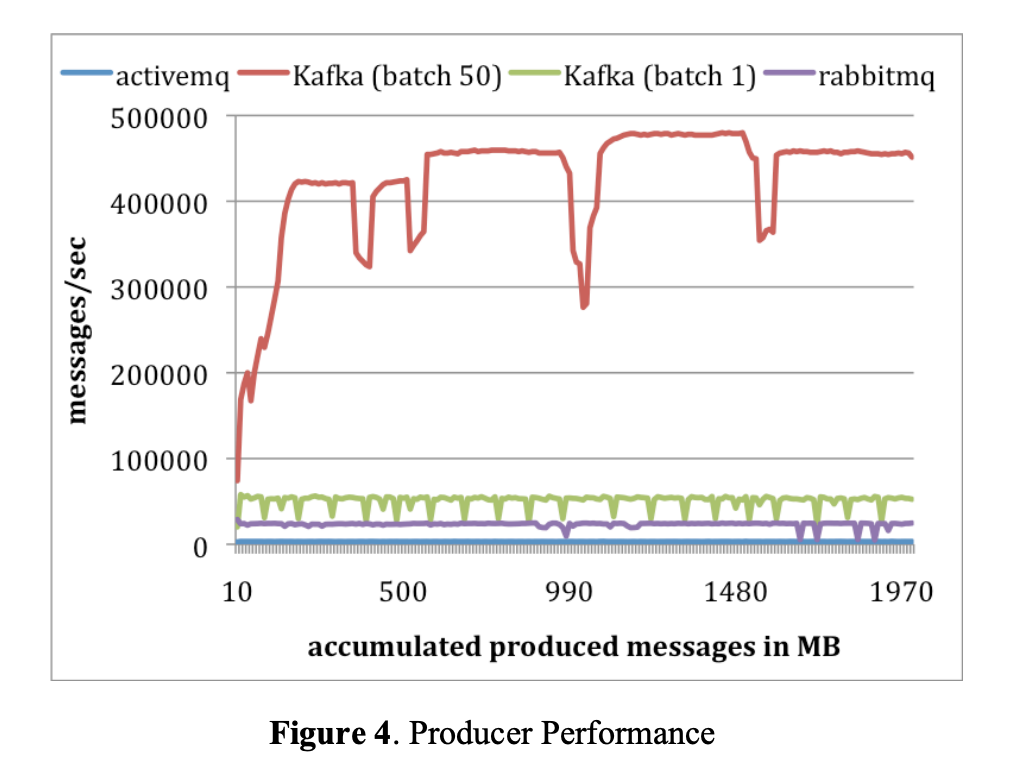 activemq Kafka (batch 50) Kafka (batch 1) rabbitmq
500000
400000
300000
200000
100000
0
messages/sec
10 500 990 1480 1970
accumulated produced messages in MB
Figure 4. Producer Performance